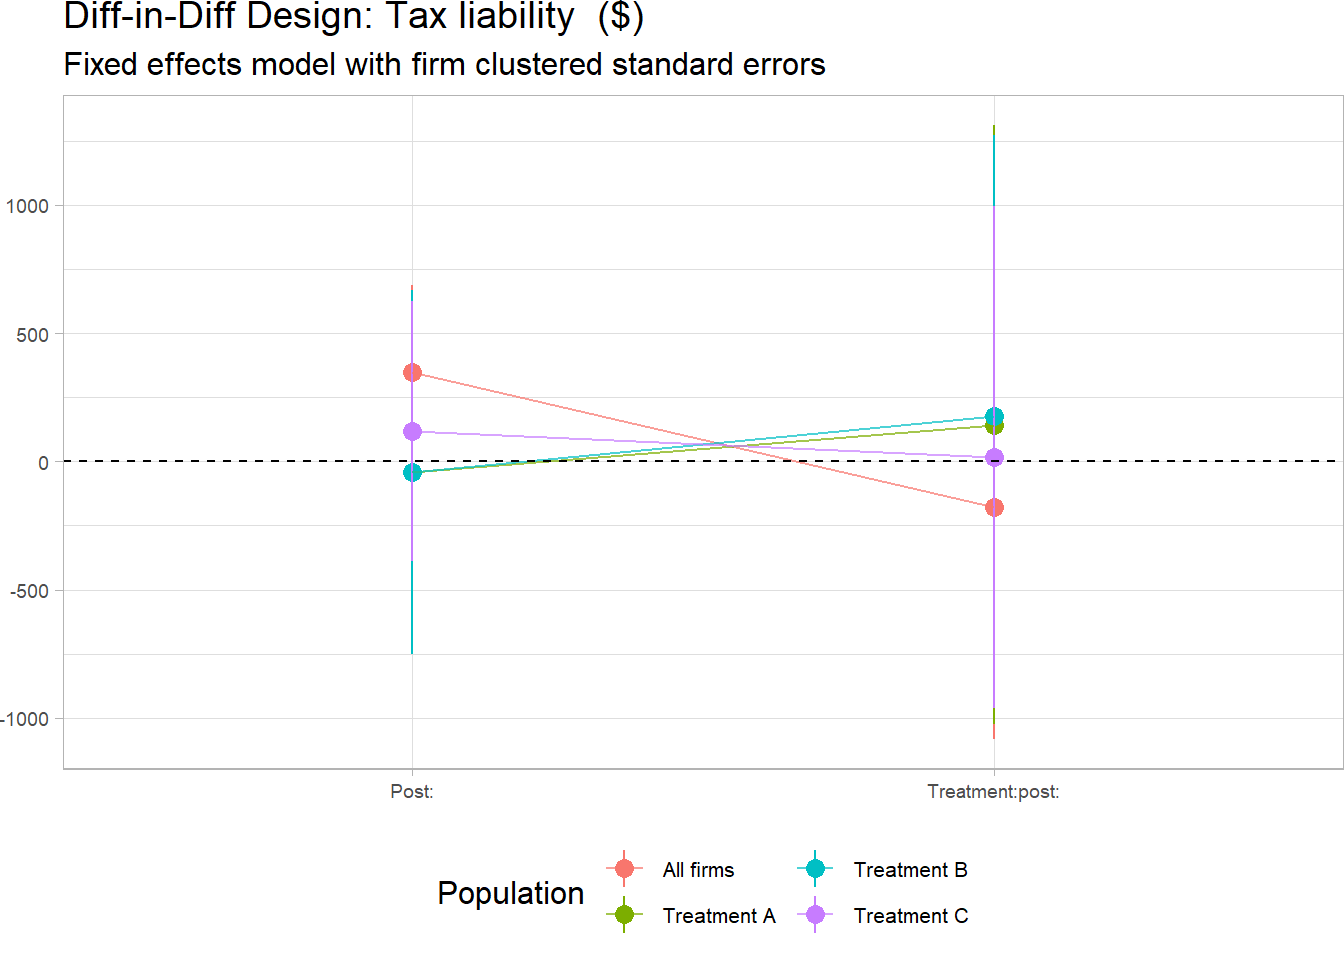 Diff-in-Diff Design: Tax liability  ($)
Fixed effects model with firm clustered standard errors
1000
500
0
-500
-1000
Post:
Treatment:post:
Population
All firms
Treatment B
Treatment A
Treatment C